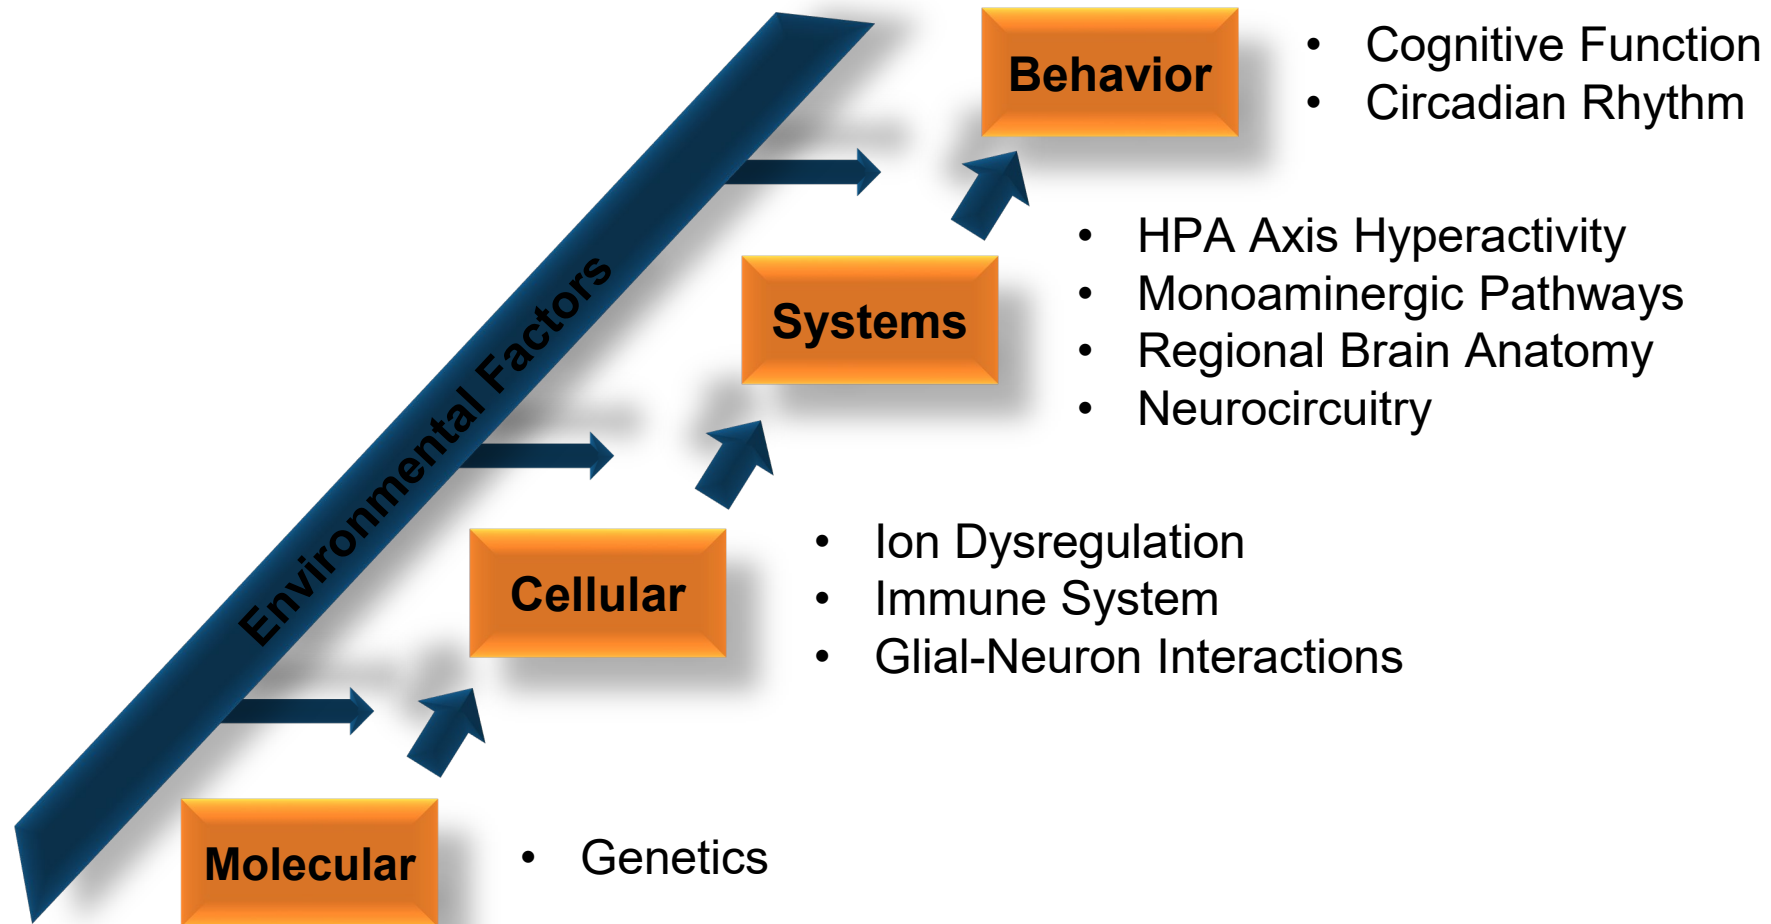 Behavior
• Cognitive Function
• Circadian Rhythm
Environmental Factors
Systems
• HPA Axis Hyperactivity
• Monoaminergic Pathways
• Regional Brain Anatomy
• Neurocircuitry
Cellular
• Ion Dysregulation
• Immune System
• Glial-Neuron Interactions
Molecular
• Genetics